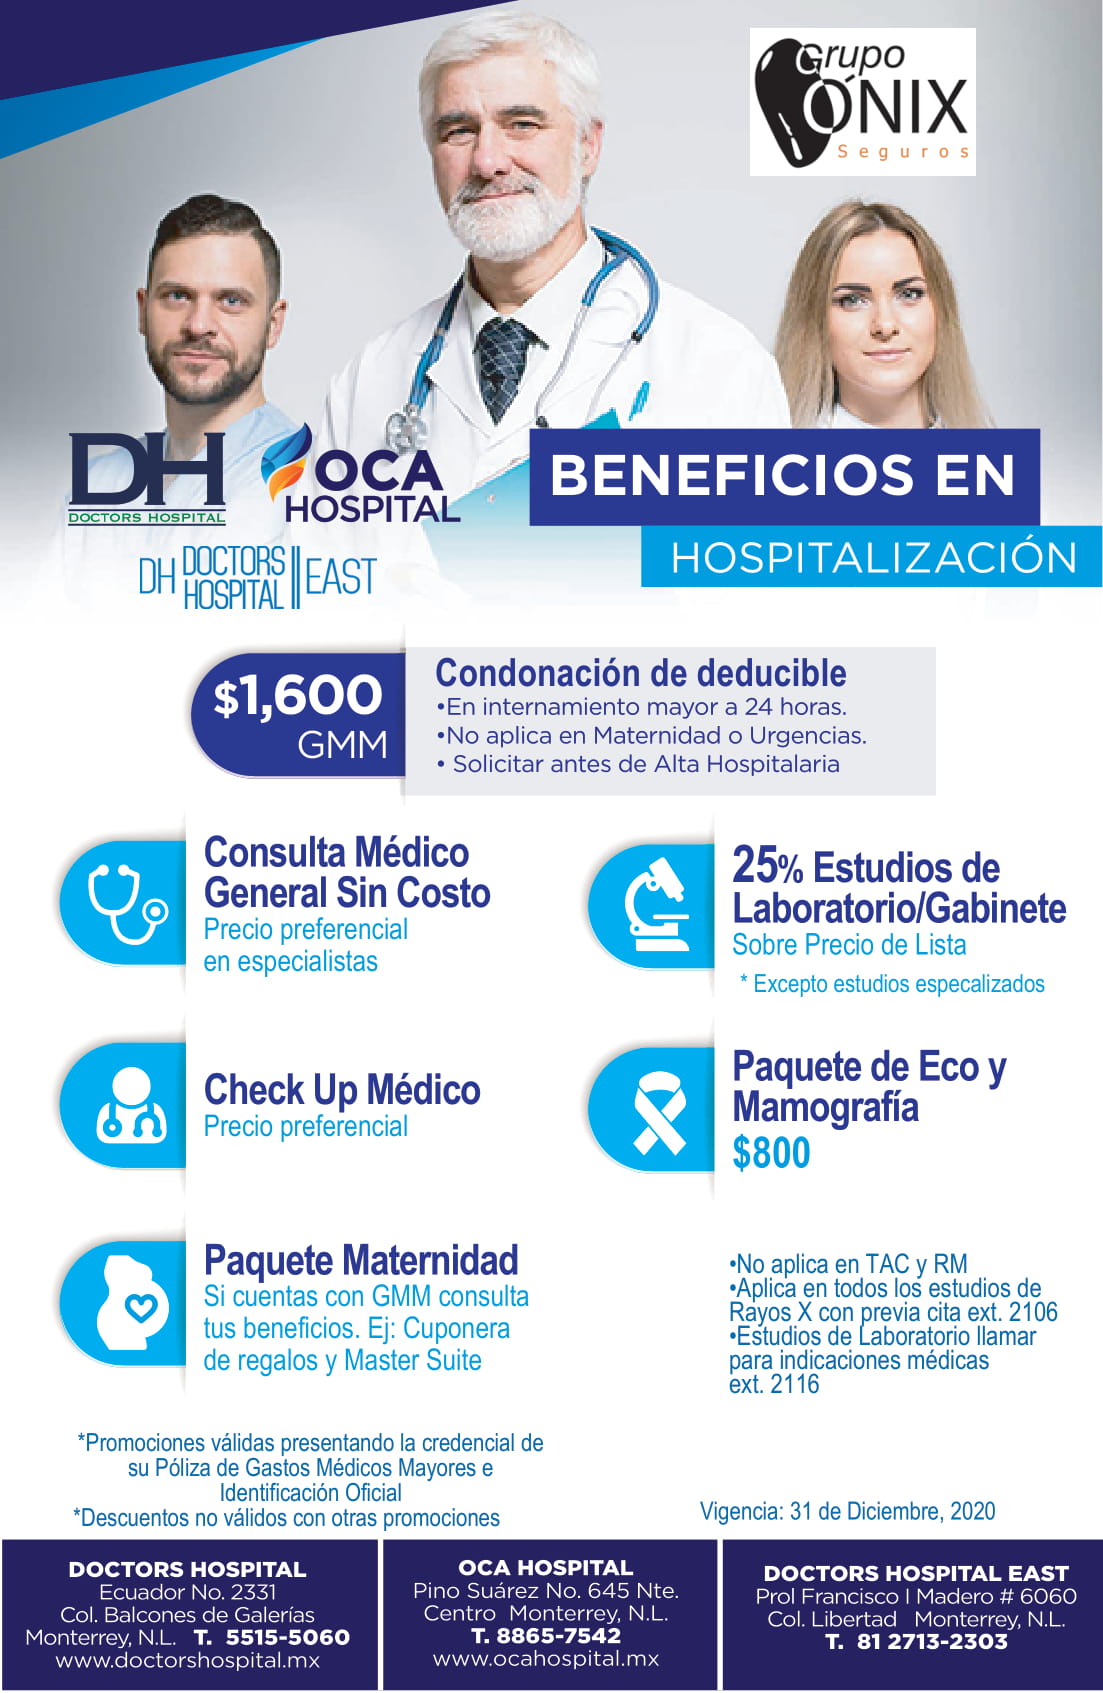 Grupo
ÓNIX
Seguros
DH
DOCTORS HOSPITAL
OCA
HOSPITAL
DH DOCTORS HOSPITAL EAST
BENEFICIOS EN
HOSPITALIZACIÓN
$1,600
GMM
Condonación de deducible
•En internamiento mayor a 24 horas.
•No aplica en Maternidad o Urgencias.
• Solicitar antes de Alta Hospitalaria
Consulta Médico
General Sin Costo
Precio preferencial
en especialistas
25% Estudios de
Laboratorio/Gabinete
Sobre Precio de Lista
* Excepto estudios especalizados
Check Up Médico
Precio preferencial
Paquete de Eco y
Mamografía
$800
Paquete Maternidad
Si cuentas con GMM consulta
tus beneficios. Ej: Cuponera
de regalos y Master Suite
•No aplica en TAC y RM
•Aplica en todos los estudios de
Rayos X con previa cita ext. 2106
•Estudios de Laboratorio llamar
para indicaciones médicas
ext. 2116
*Promociones válidas presentando la credencial de
su Póliza de Gastos Médicos Mayores e
Identificación Oficial
*Descuentos no válidos con otras promociones
Vigencia: 31 de Diciembre, 2020
DOCTORS HOSPITAL
Ecuador No. 2331
Col. Balcones de Galerías
Monterrey, N.L. T. 5515-5060
www.doctorshospital.mx
OCA HOSPITAL
Pino Suárez No. 645 Nte.
Centro Monterrey, N.L.
T. 8865-7542
www.ocahospital.mx
DOCTORS HOSPITAL EAST
Prol Francisco I Madero # 6060
Col. Libertad Monterrey, N.L.
T. 81 2713-2303